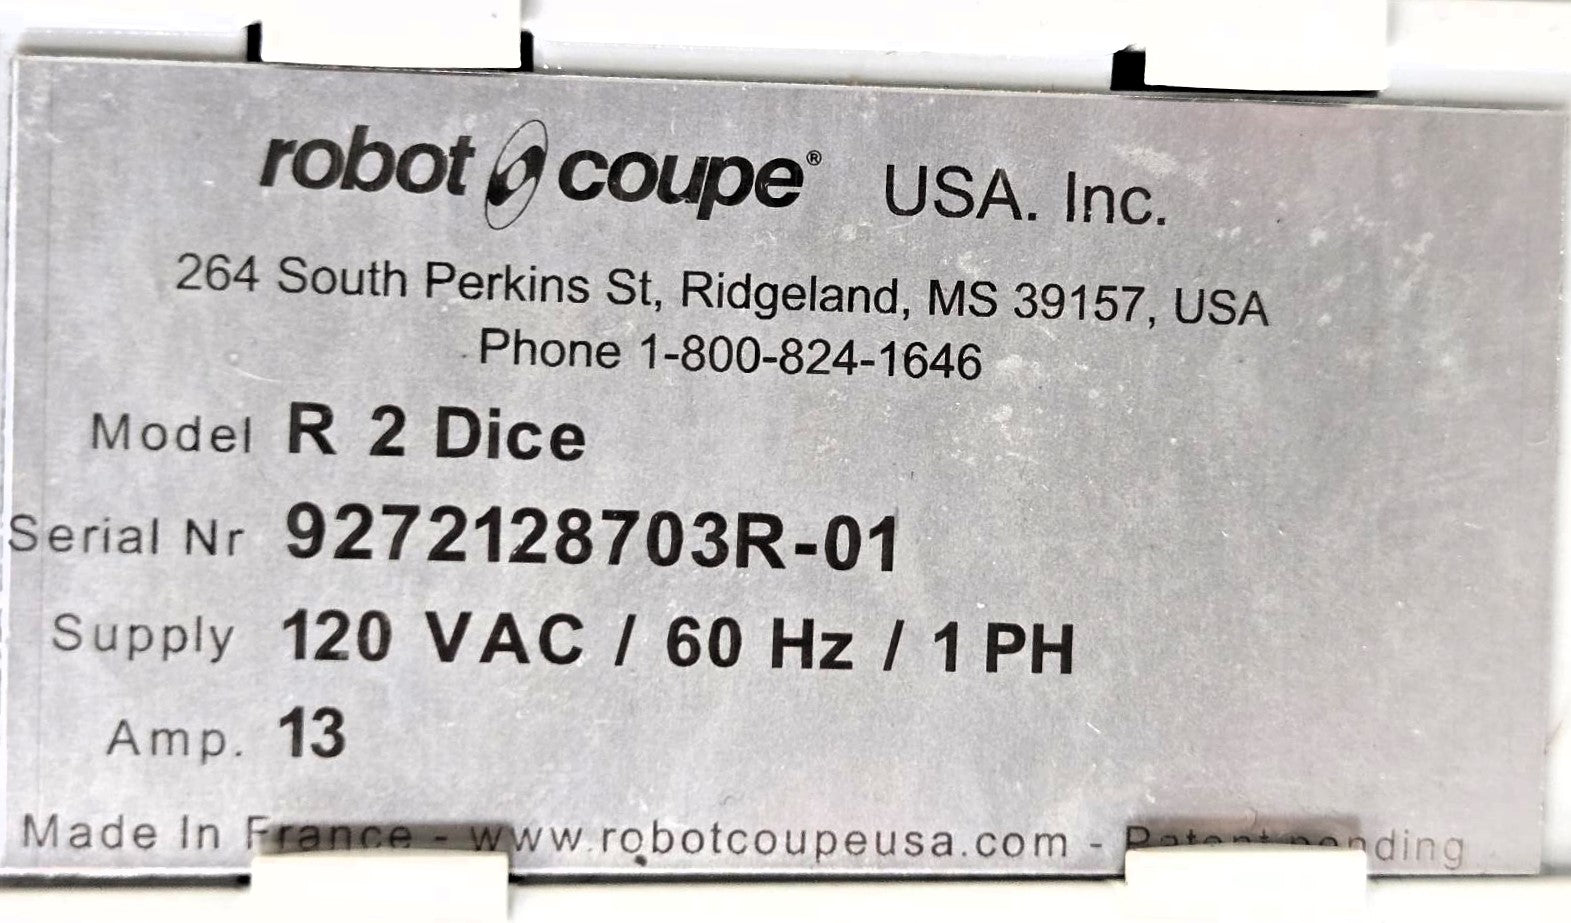 robot coupe® USA. Inc.
264 South Perkins St, Ridgeland, MS 39157, USA
Phone 1-800-824-1646
Model R 2 Dice
Serial Nr 9272128703R-01
Supply 120 VAC / 60 Hz / 1 PH
Amp. 13
Made In France - www.robotcoupeusa.com - Patent pending